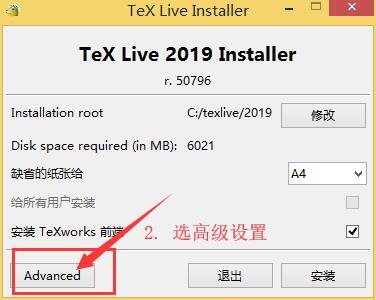 TeX Live Installer
TeX Live 2019 Installer
r. 50796
Installation root C:/texlive/2019 修改
Disk space required (in MB): 6021
缺省的纸张给 A4
给所有用户安装
安装 TeXworks 前端
2. 选高级设置
Advanced 退出 安装